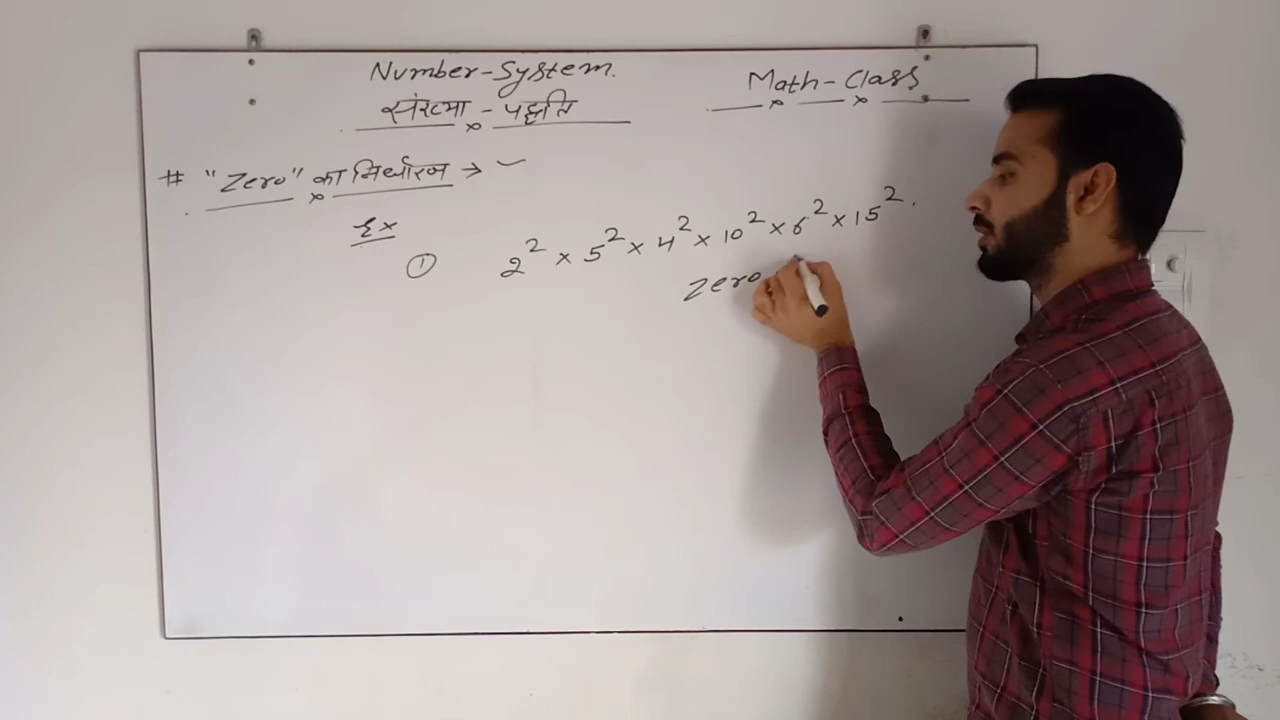 Number-System.
संख्या - पद्धति
Math-Class
# "Zero" का निर्धारण →
Ex
① 2² × 5² × 4² × 10² × 6² × 15².
Zero